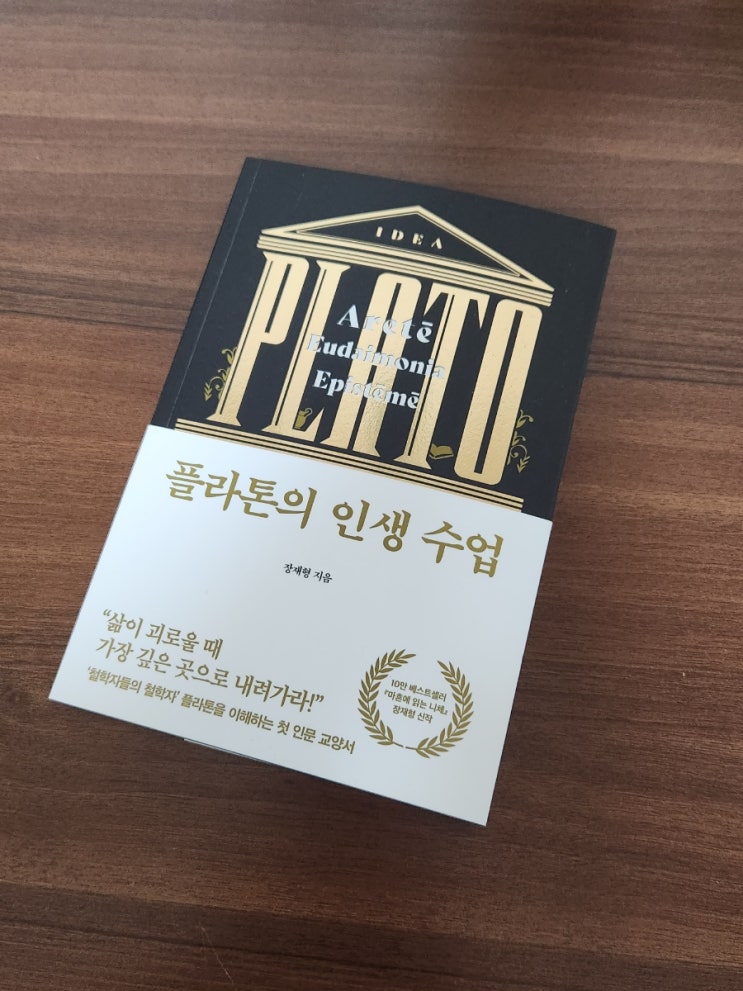 IDEA
PLATO
Aretē
Eudaimonia
Epistēmē
플라톤의 인생 수업
장재형 지음
“삶이 괴로울 때
가장 깊은 곳으로 내려가라!”
‘철학자들의 철학자’ 플라톤을 이해하는 첫 인문 교양서
10만 베스트셀러
『마흔에 읽는 니체』
장재형 신작